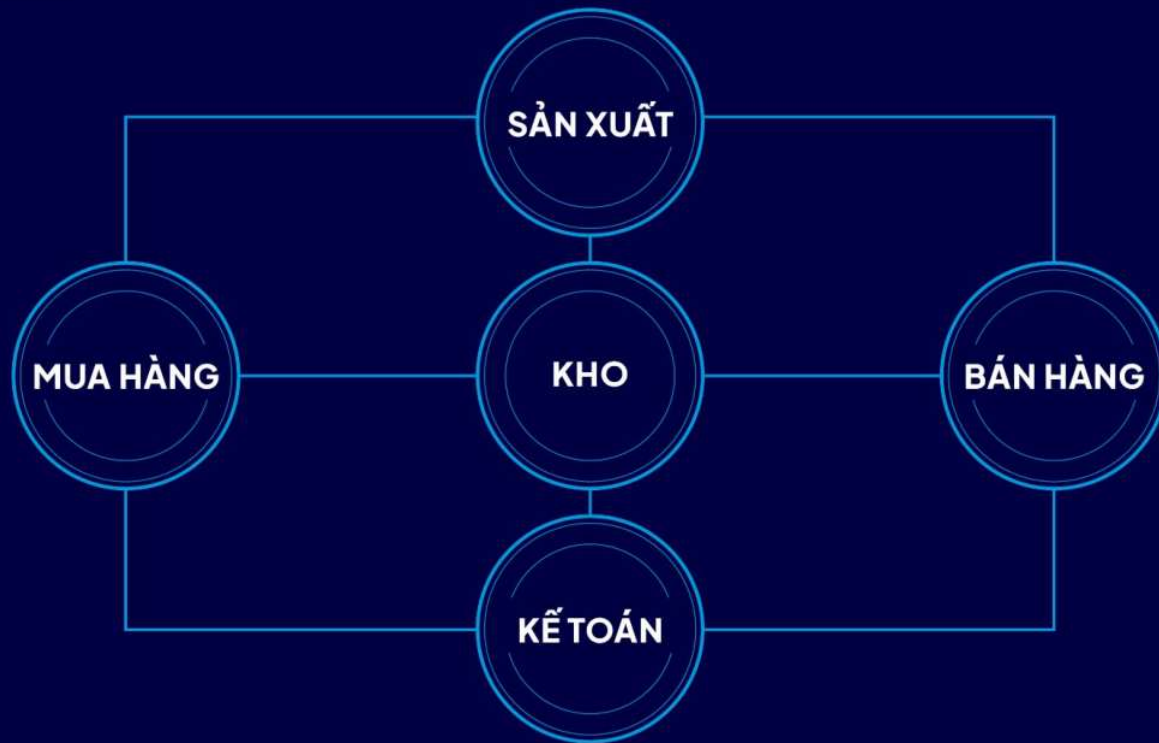 SẢN XUẤT
MUA HÀNG
KHO
BÁN HÀNG
KẾ TOÁN